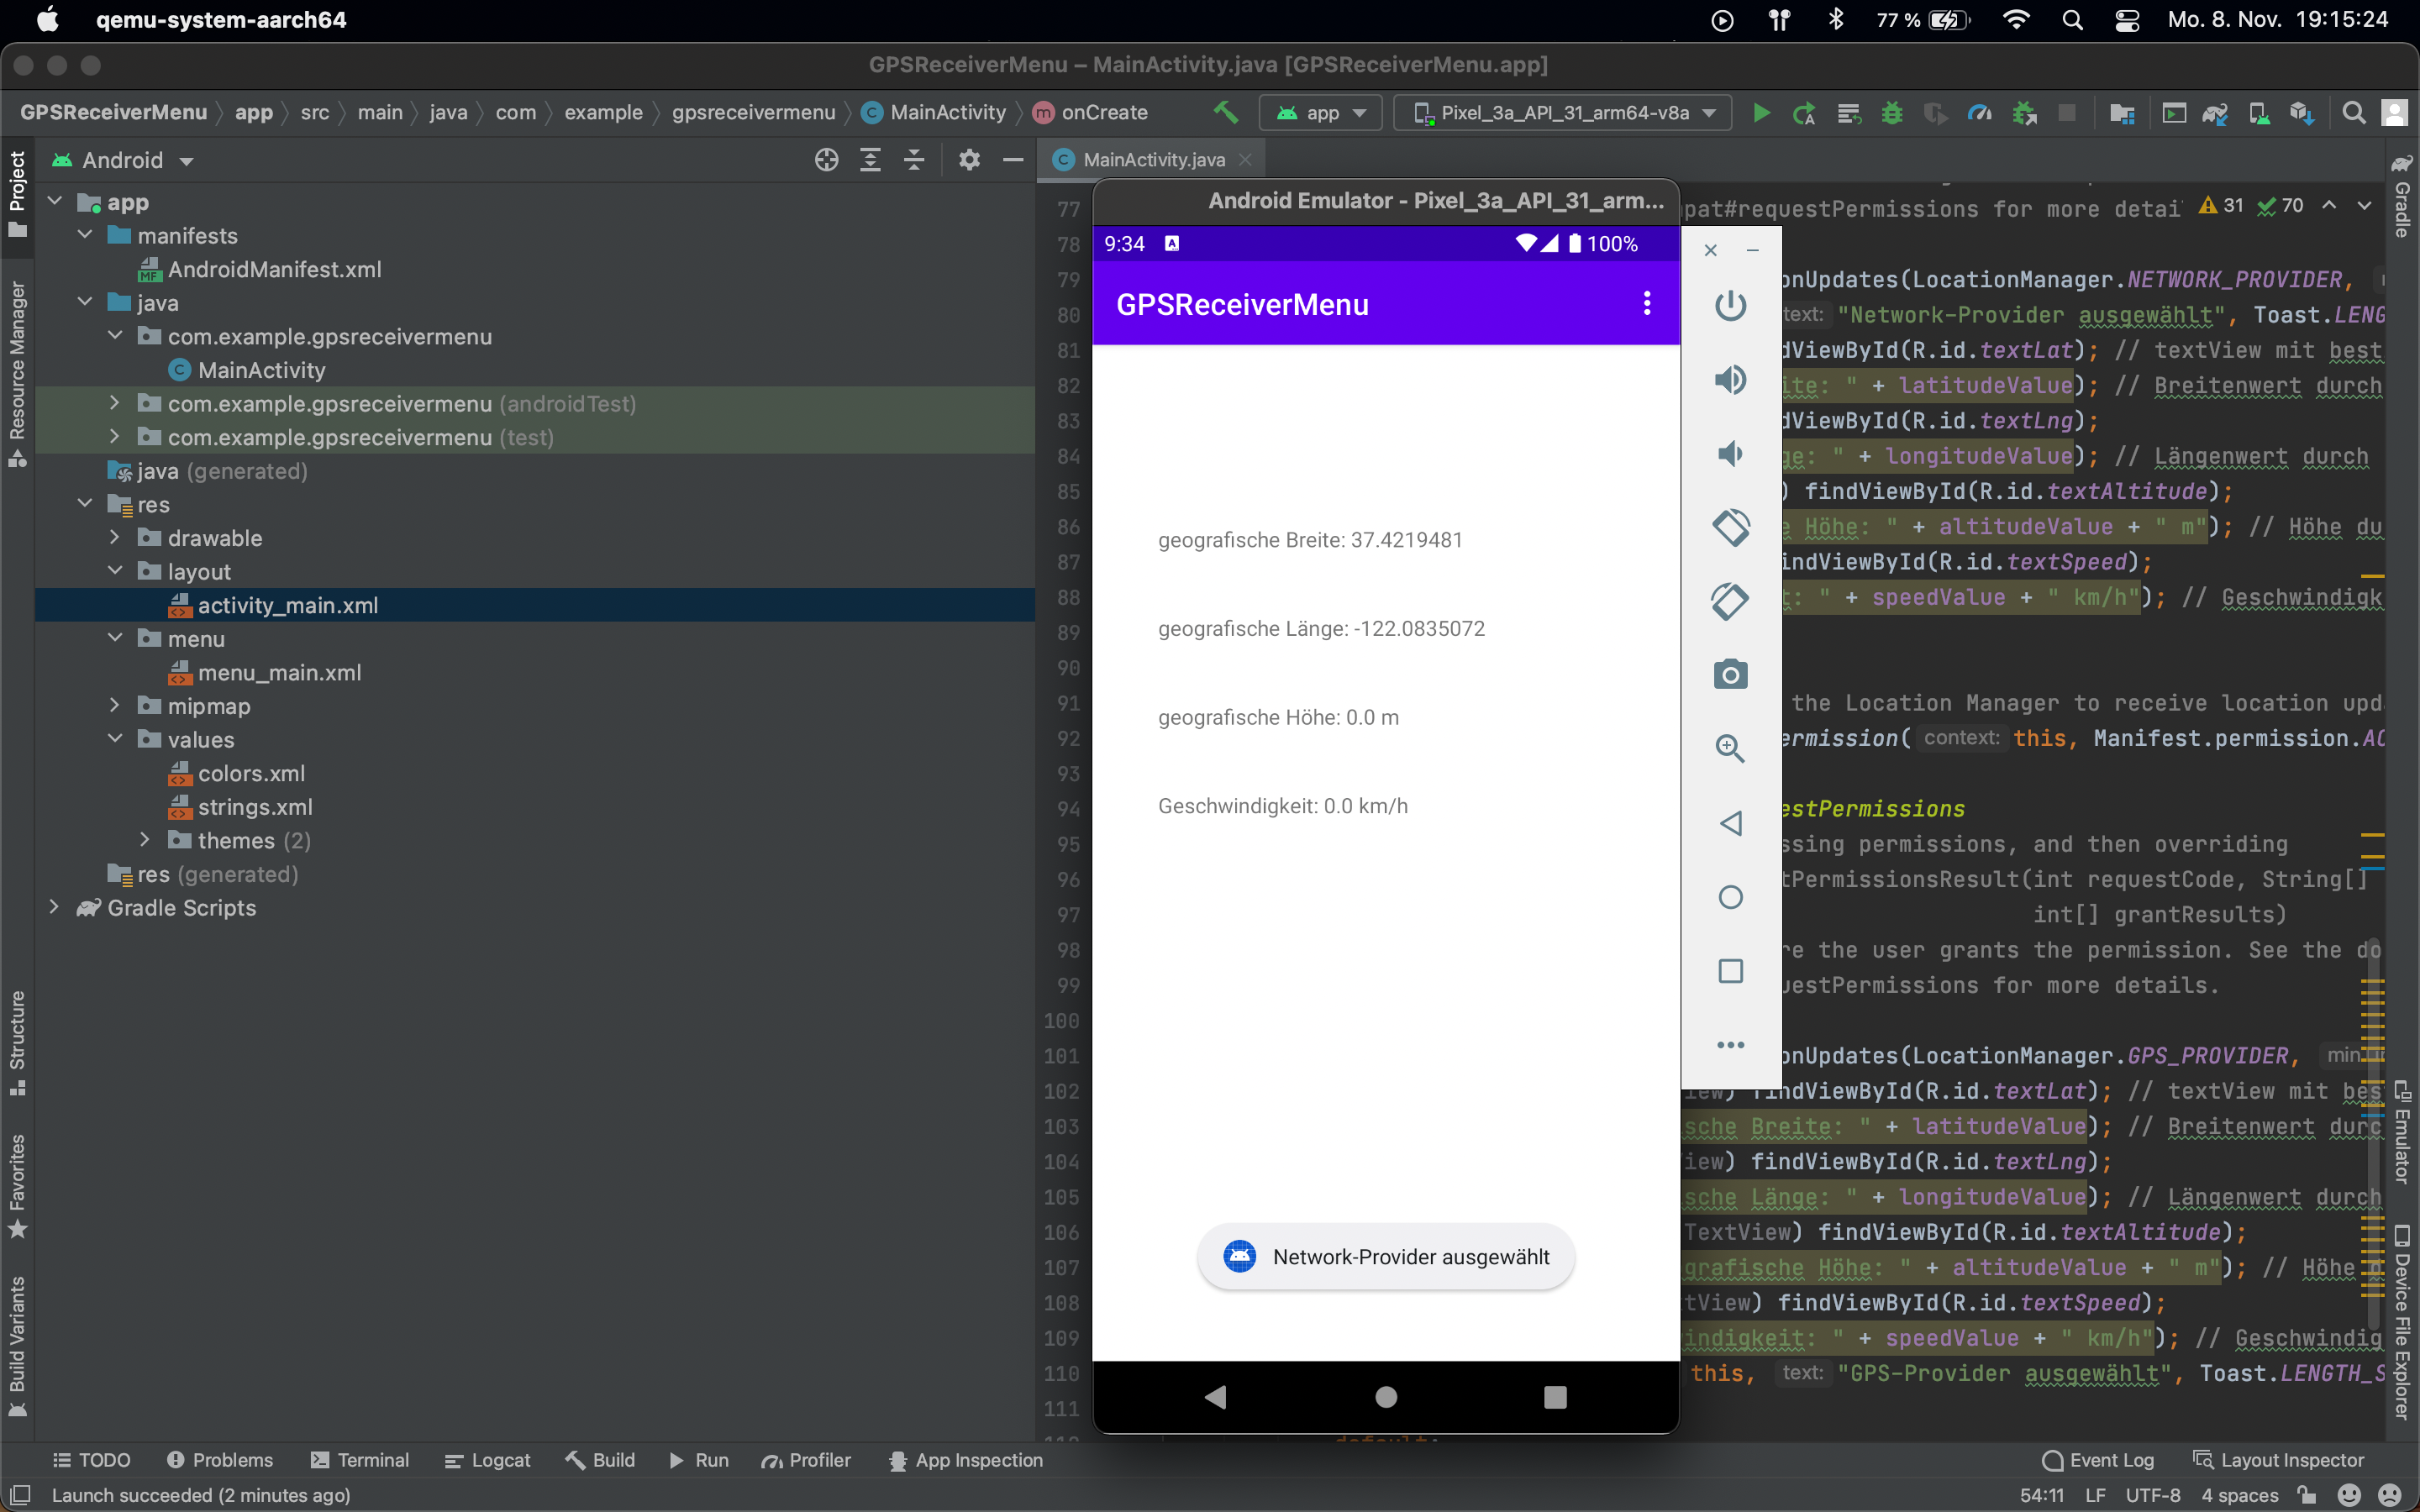 qemu-system-aarch64
77 %
Mo. 8. Nov. 19:15:24
GPSReceiverMenu – MainActivity.java [GPSReceiverMenu.app]
GPSReceiverMenu
app
src
main
java
com
example
gpsreceivermenu
MainActivity
onCreate
app
Pixel_3a_API_31_arm64-v8a
Project
Resource Manager
Structure
Favorites
Build Variants
Android
app
manifests
AndroidManifest.xml
java
com.example.gpsreceivermenu
MainActivity
com.example.gpsreceivermenu (androidTest)
com.example.gpsreceivermenu (test)
java (generated)
res
drawable
layout
activity_main.xml
menu
menu_main.xml
mipmap
values
colors.xml
strings.xml
themes (2)
res (generated)
Gradle Scripts
MainActivity.java
77
78
79
80
81
82
83
84
85
86
87
88
89
90
91
92
93
94
95
96
97
98
99
100
101
102
103
104
105
106
107
108
109
110
111
Android Emulator - Pixel_3a_API_31_arm...
9:34
100%
GPSReceiverMenu
geografische Breite: 37.4219481
geografische Länge: -122.0835072
geografische Höhe: 0.0 m
Geschwindigkeit: 0.0 km/h
Network-Provider ausgewählt
pat#requestPermissions for more detai
31
70
onUpdates(LocationManager.NETWORK_PROVIDER,
text: "Network-Provider ausgewählt", Toast.LENG
dViewById(R.id.textLat); // textView mit best
ite: " + latitudeValue); // Breitenwert durch
dViewById(R.id.textLng);
ge: " + longitudeValue); // Längenwert durch
) findViewById(R.id.textAltitude);
e Höhe: " + altitudeValue + " m"); // Höhe du
indViewById(R.id.textSpeed);
t: " + speedValue + " km/h"); // Geschwindigk
the Location Manager to receive location upd
ermission( context: this, Manifest.permission.AC
estPermissions
ssing permissions, and then overriding
tPermissionsResult(int requestCode, String[]
int[] grantResults)
re the user grants the permission. See the do
uestPermissions for more details.
onUpdates(LocationManager.GPS_PROVIDER,
iew) findViewById(R.id.textLat); // textView mit bes
sche Breite: " + latitudeValue); // Breitenwert durc
iew) findViewById(R.id.textLng);
sche Länge: " + longitudeValue); // Längenwert durch
TextView) findViewById(R.id.textAltitude);
grafische Höhe: " + altitudeValue + " m"); // Höhe
tView) findViewById(R.id.textSpeed);
indigkeit: " + speedValue + " km/h"); // Geschwindig
this, text: "GPS-Provider ausgewählt", Toast.LENGTH_S
Gradle
Emulator
Device File Explorer
TODO
Problems
Terminal
Logcat
Build
Run
Profiler
App Inspection
Event Log
Layout Inspector
Launch succeeded (2 minutes ago)
54:11
LF
UTF-8
4 spaces